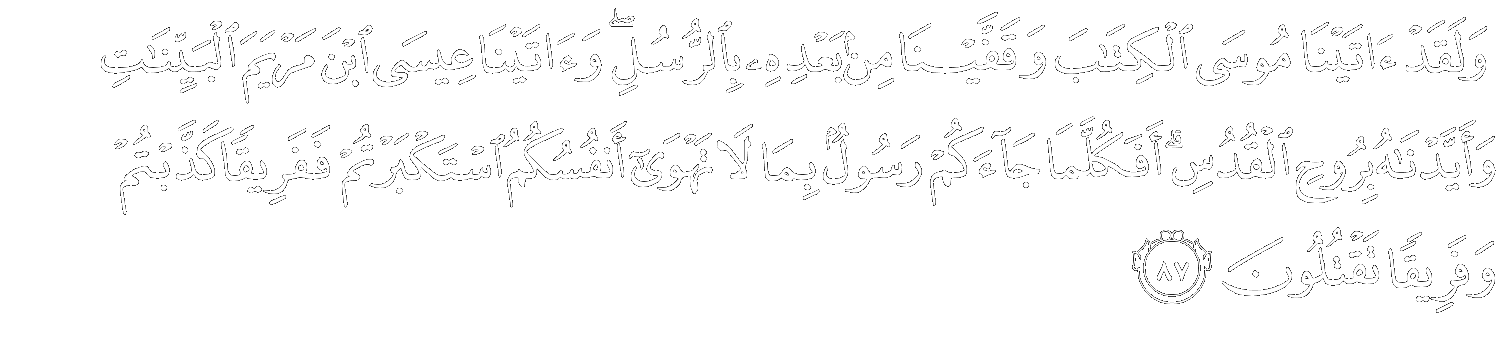 وَلَقَدْ ءَاتَيْنَا مُوسَى ٱلْكِتَـٰبَ وَقَفَّيْنَا مِنۢ بَعْدِهِۦ بِٱلرُّسُلِ ۖ وَءَاتَيْنَا عِيسَى ٱبْنَ مَرْيَمَ ٱلْبَيِّنَـٰتِ
وَأَيَّدْنَـٰهُ بِرُوحِ ٱلْقُدُسِ ۗ أَفَكُلَّمَا جَآءَكُمْ رَسُولٌۢ بِمَا لَا تَهْوَىٰٓ أَنفُسُكُمُ ٱسْتَكْبَرْتُمْ فَفَرِيقًا كَذَّبْتُمْ
وَفَرِيقًا تَقْتُلُونَ ٨٧